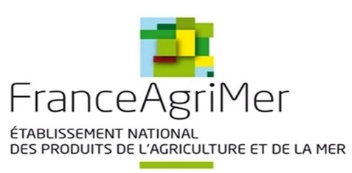 FranceAgriMer
ÉTABLISSEMENT NATIONAL
DES PRODUITS DE L'AGRICULTURE ET DE LA MER